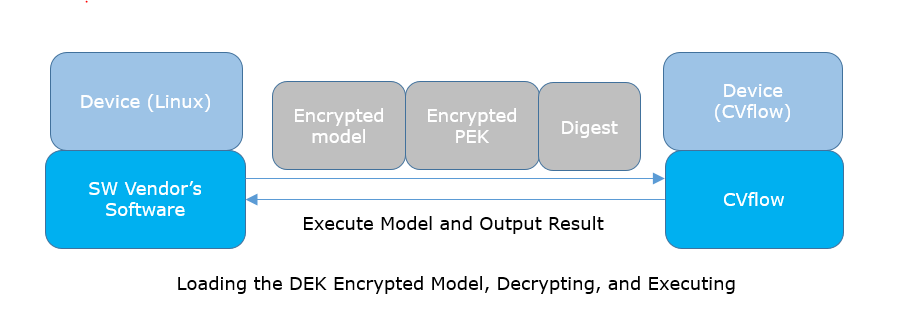 Device (Linux)
Encrypted
model
Encrypted
PEK
Digest
Device
(CVflow)
SW Vendor’s
Software
CVflow
Execute Model and Output Result
Loading the DEK Encrypted Model, Decrypting, and Executing